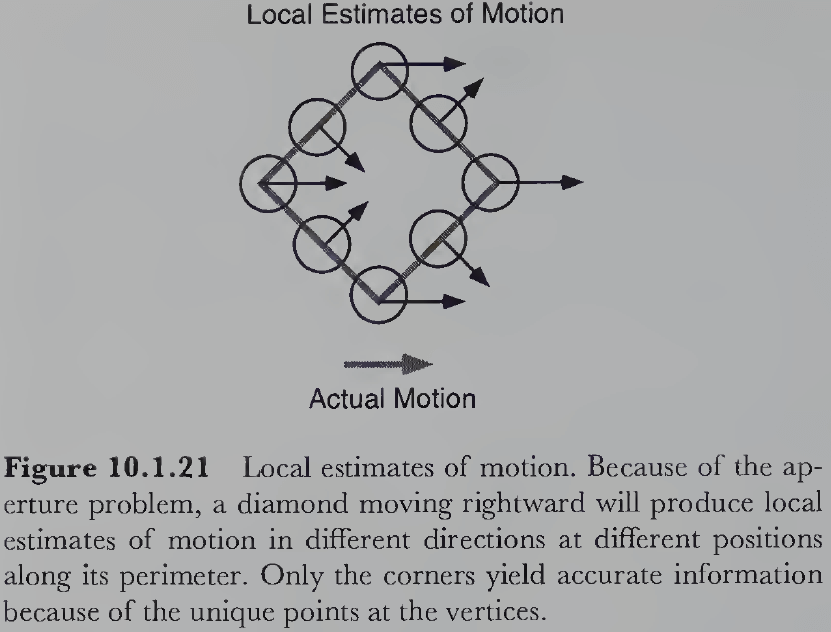 Local Estimates of Motion
Actual Motion
Figure 10.1.21 Local estimates of motion. Because of the ap-
erture problem, a diamond moving rightward will produce local
estimates of motion in different directions at different positions
along its perimeter. Only the corners yield accurate information
because of the unique points at the vertices.